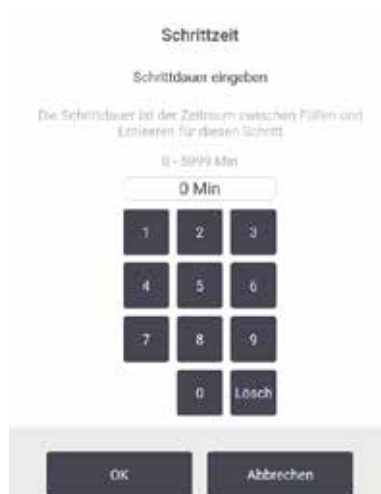 Schrittzeit
Schrittdauer eingeben
Die Schrittdauer ist der Zeitraum zwischen Füllen und
Entleeren für diesen Schritt
0 - 5999 Min
0 Min
1 2 3
4 5 6
7 8 9
0 Lösch
OK Abbrechen